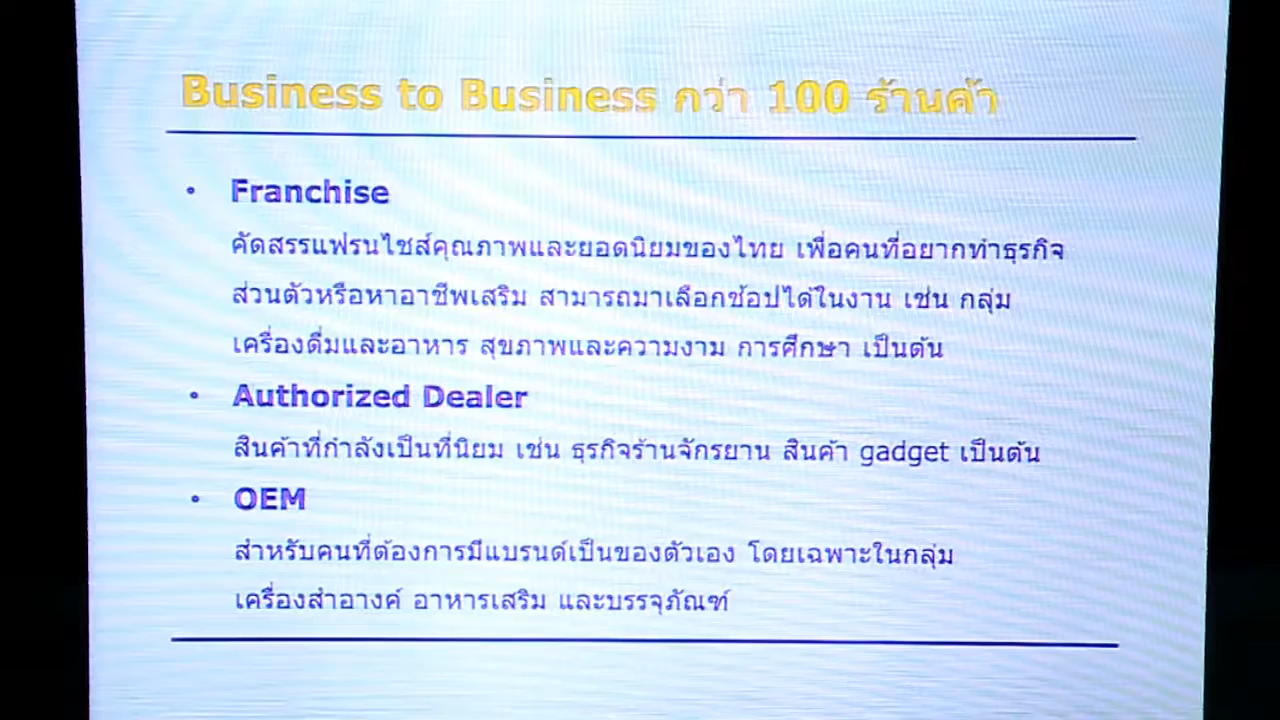 Business to Business กว่า 100 ร้านค้า
• Franchise
คัดสรรแฟรนไชส์คุณภาพและยอดนิยมของไทย เพื่อคนที่อยากทำธุรกิจ
ส่วนตัวหรือหาอาชีพเสริม สามารถมาเลือกช้อปได้ในงาน เช่น กลุ่ม
เครื่องดื่มและอาหาร สุขภาพและความงาม การศึกษา เป็นต้น
• Authorized Dealer
สินค้าที่กำลังเป็นที่นิยม เช่น ธุรกิจร้านจักรยาน สินค้า gadget เป็นต้น
• OEM
สำหรับคนที่ต้องการมีแบรนด์เป็นของตัวเอง โดยเฉพาะในกลุ่ม
เครื่องสำอางค์ อาหารเสริม และบรรจุภัณฑ์